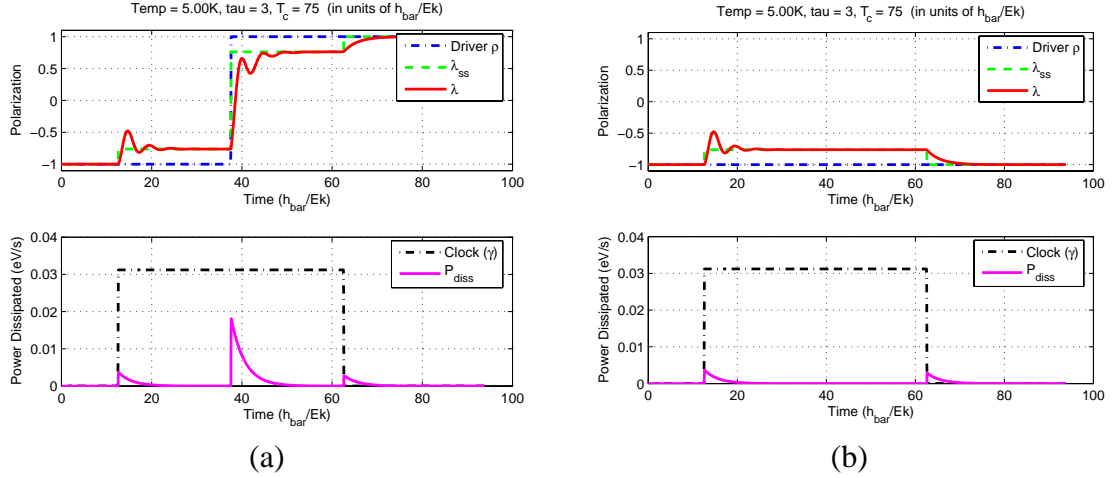 Temp = 5.00K, tau = 3, T_c = 75 (in units of h_bar/Ek)
1
0.5
0
−0.5
−1
Polarization
Driver ρ
λ_ss
λ
0 20 40 60 80 100
Time (h_bar/Ek)
0.04
0.03
0.02
0.01
0
Power Dissipated (eV/s)
Clock (γ)
P_diss
0 20 40 60 80 100
Time (h_bar/Ek)
(a)
Temp = 5.00K, tau = 3, T_c = 75 (in units of h_bar/Ek)
1
0.5
0
−0.5
−1
Polarization
Driver ρ
λ_ss
λ
0 20 40 60 80 100
Time (h_bar/Ek)
0.04
0.03
0.02
0.01
0
Power Dissipated (eV/s)
Clock (γ)
P_diss
0 20 40 60 80 100
Time (h_bar/Ek)
(b)